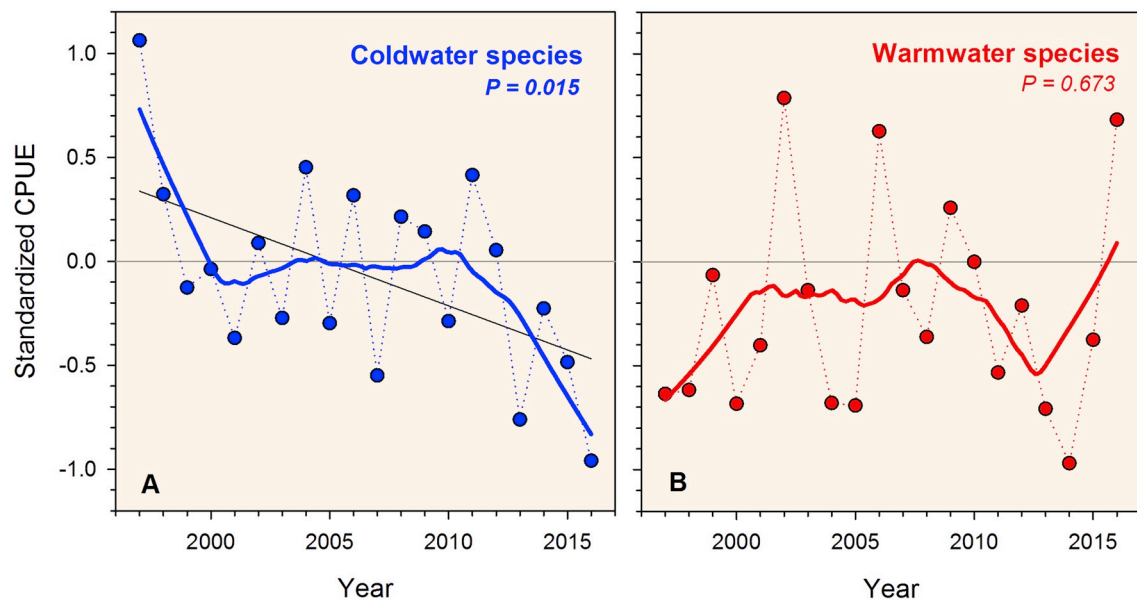 Standardized CPUE
1.0
0.5
0.0
-0.5
-1.0
Coldwater species
P = 0.015
A
2000 2005 2010 2015
Year
Warmwater species
P = 0.673
B
2000 2005 2010 2015
Year